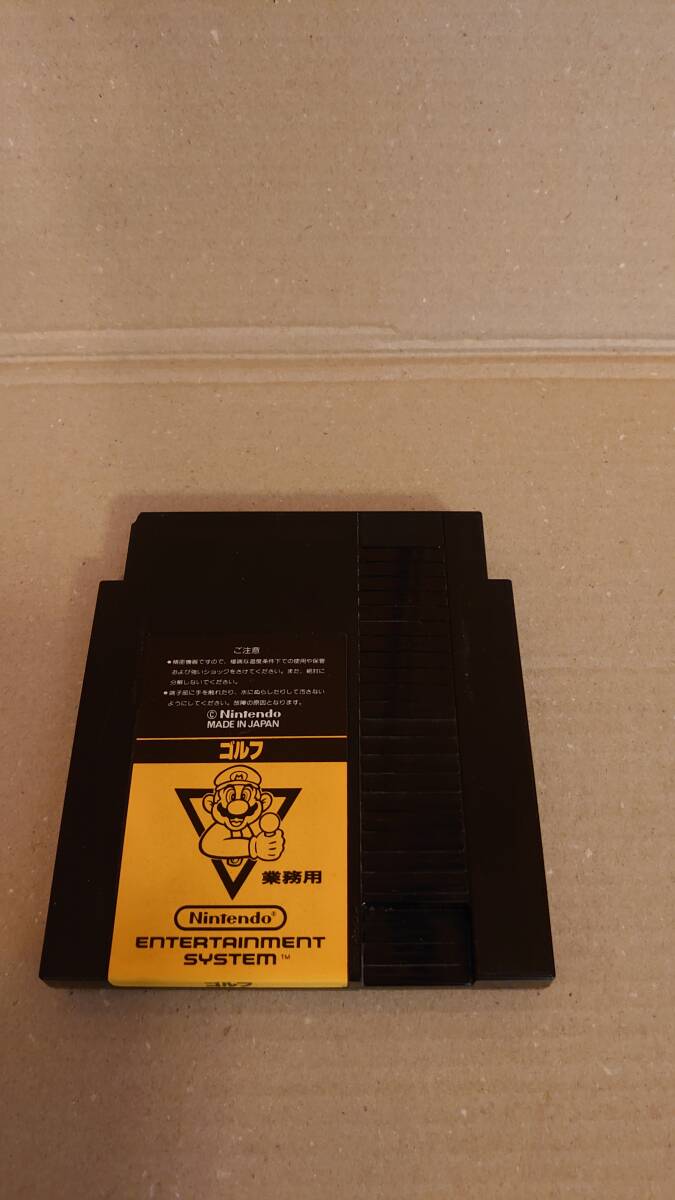 ご注意
●精密機器ですので、極端な温度条件下での使用や保管
および強いショックをさけてください。また、絶対に
分解しないでください。
●端子部に手を触れたり、水にぬらしたりして汚さない
ようにしてください。故障の原因となります。
©Nintendo
MADE IN JAPAN
ゴルフ
M
業務用
Nintendo®
ENTERTAINMENT
SYSTEM™
ゴルフ